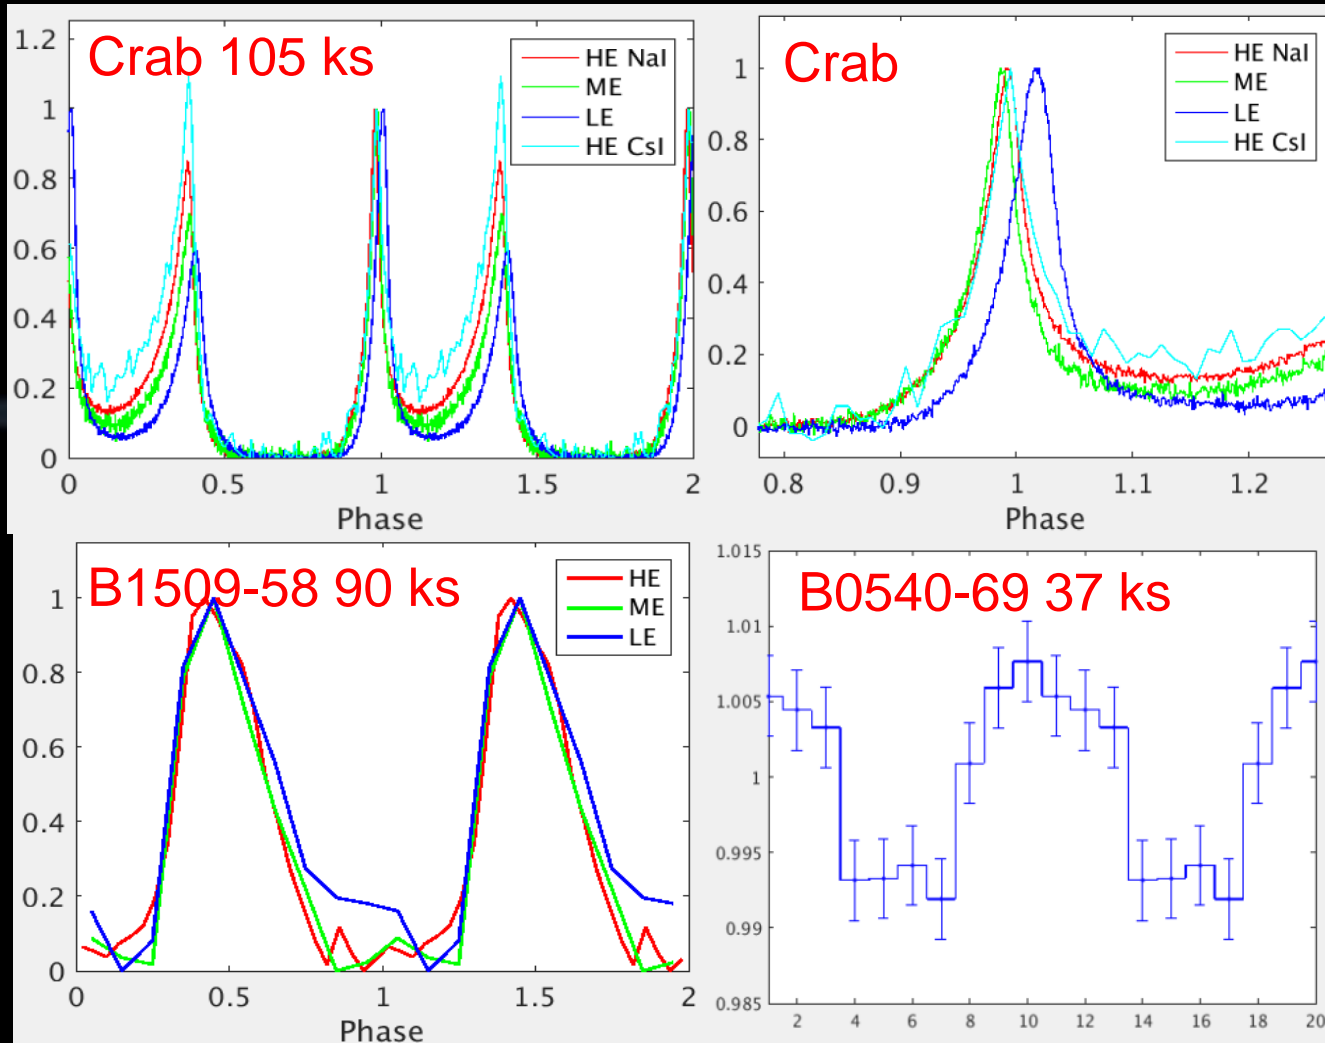 Crab 105 ks
HE NaI
ME
LE
HE CsI
1.2
1
0.8
0.6
0.4
0.2
0
0 0.5 1 1.5 2
Phase
Crab
HE NaI
ME
LE
HE CsI
1
0.8
0.6
0.4
0.2
0
0.8 0.9 1 1.1 1.2
Phase
B1509-58 90 ks
HE
ME
LE
1
0.8
0.6
0.4
0.2
0
0 0.5 1 1.5 2
Phase
B0540-69 37 ks
1.015
1.01
1.005
1
0.995
0.99
0.985
2 4 6 8 10 12 14 16 18 20